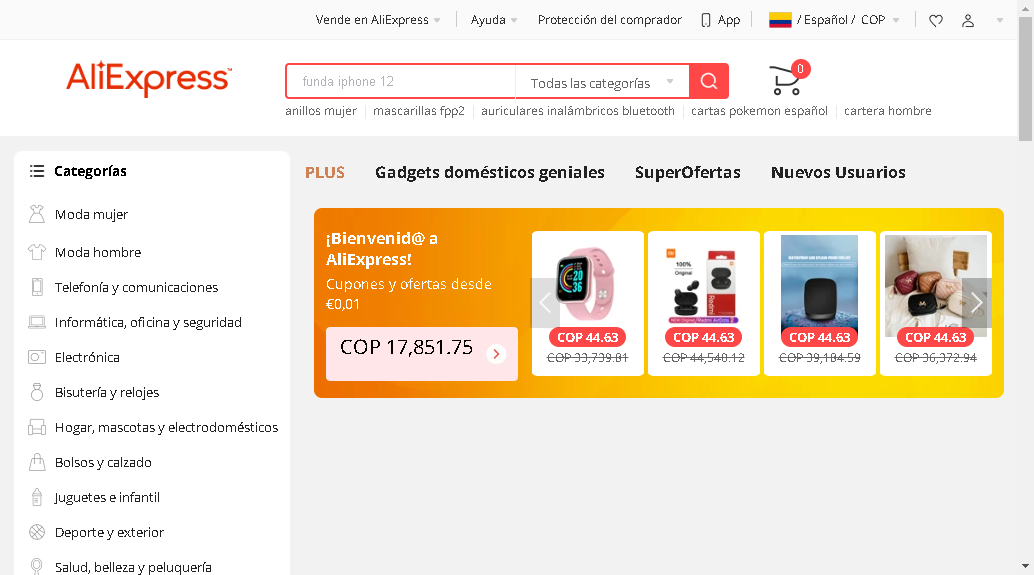 Vende en AliExpress
Ayuda
Protección del comprador
App
/ Español / COP
AliExpress
funda iphone 12
Todas las categorías
0
anillos mujer
mascarillas fpp2
auriculares inalámbricos bluetooth
cartas pokemon español
cartera hombre
Categorías
Moda mujer
Moda hombre
Telefonía y comunicaciones
Informática, oficina y seguridad
Electrónica
Bisutería y relojes
Hogar, mascotas y electrodomésticos
Bolsos y calzado
Juguetes e infantil
Deporte y exterior
Salud, belleza y peluquería
PLUS
Gadgets domésticos geniales
SuperOfertas
Nuevos Usuarios
¡Bienvenid@ a
AliExpress!
Cupones y ofertas desde
€0,01
COP 17,851.75
COP 44.63
COP 33,739.81
100%
Original
Redmi
COP 44.63
COP 44,540.12
COP 44.63
COP 39,184.59
COP 44.63
COP 36,372.94